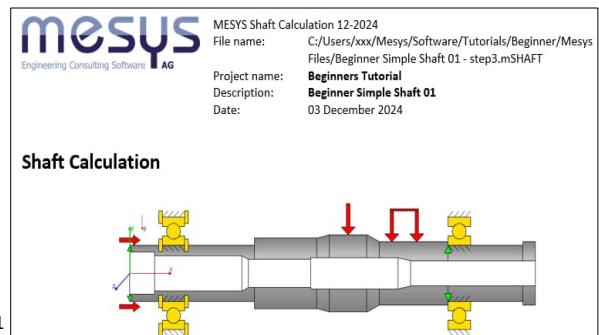 mesys
Engineering Consulting Software AG
MESYS Shaft Calculation 12-2024
File name: C:/Users/xxx/Mesys/Software/Tutorials/Beginner/Mesys
Files/Beginner Simple Shaft 01 - step3.mSHAFT
Project name: Beginners Tutorial
Description: Beginner Simple Shaft 01
Date: 03 December 2024
Shaft Calculation
y
x
z